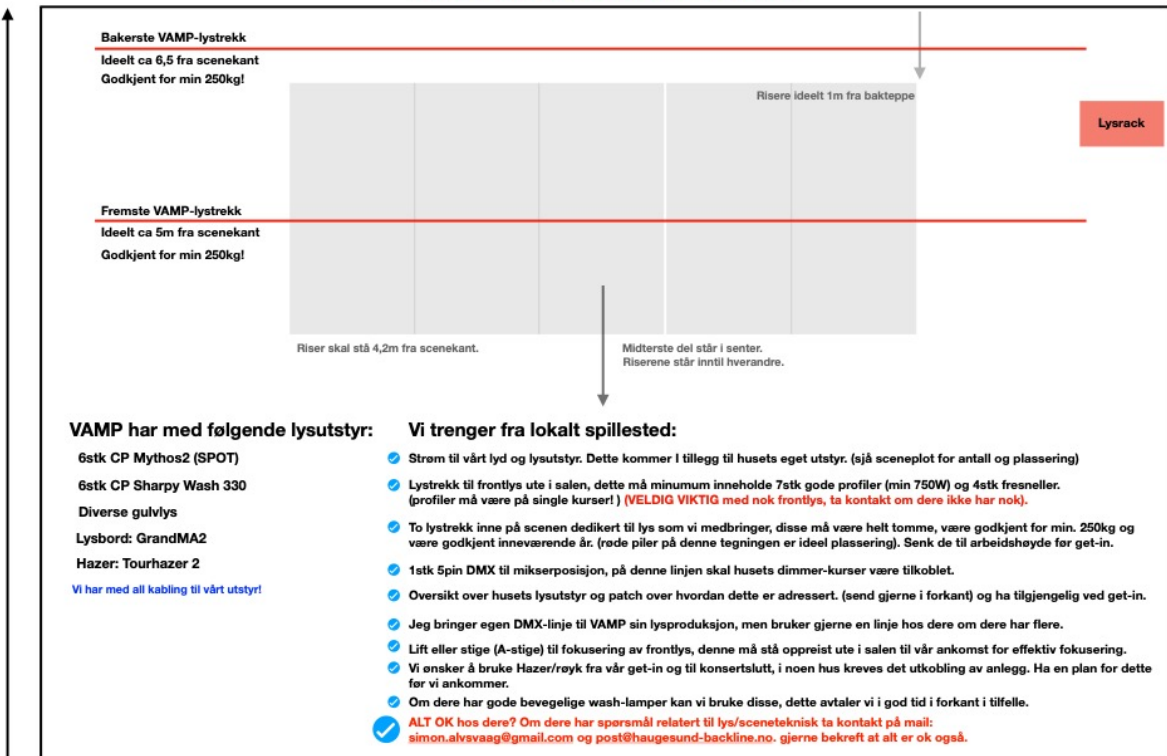 Bakerste VAMP-lystrekk
Ideelt ca 6,5 fra scenekant
Godkjent for min 250kg!
Risere ideelt 1m fra bakteppe
Lysrack
Fremste VAMP-lystrekk
Ideelt ca 5m fra scenekant
Godkjent for min 250kg!
Riser skal stå 4,2m fra scenekant.
Midterste del står i senter.
Riserene står inntil hverandre.
VAMP har med følgende lysutstyr:
6stk CP Mythos2 (SPOT)
6stk CP Sharpy Wash 330
Diverse gulvlys
Lysbord: GrandMA2
Hazer: Tourhazer 2
Vi har med all kabling til vårt utstyr!
Vi trenger fra lokalt spillested:
Strøm til vårt lyd og lysutstyr. Dette kommer I tillegg til husets eget utstyr. (sjå sceneplot for antall og plassering)
Lystrekk til frontlys ute i salen, dette må minumum inneholde 7stk gode profiler (min 750W) og 4stk fresneller.
(profiler må være på single kurser! ) (VELDIG VIKTIG med nok frontlys, ta kontakt om dere ikke har nok).
To lystrekk inne på scenen dedikert til lys som vi medbringer, disse må være helt tomme, være godkjent for min. 250kg og
være godkjent inneværende år. (røde piler på denne tegningen er ideel plassering). Senk de til arbeidshøyde før get-in.
1stk 5pin DMX til mikserposisjon, på denne linjen skal husets dimmer-kurser være tilkoblet.
Oversikt over husets lysutstyr og patch over hvordan dette er adressert. (send gjerne i forkant) og ha tilgjengelig ved get-in.
Jeg bringer egen DMX-linje til VAMP sin lysproduksjon, men bruker gjerne en linje hos dere om dere har flere.
Lift eller stige (A-stige) til fokusering av frontlys, denne må stå oppreist ute i salen til vår ankomst for effektiv fokusering.
Vi ønsker å bruke Hazer/røyk fra vår get-in og til konsertslutt, i noen hus kreves det utkobling av anlegg. Ha en plan for dette
før vi ankommer.
Om dere har gode bevegelige wash-lamper kan vi bruke disse, dette avtaler vi i god tid i forkant i tilfelle.
ALT OK hos dere? Om dere har spørsmål relatert til lys/sceneteknisk ta kontakt på mail:
simon.alvsvaag@gmail.com og post@haugesund-backline.no. gjerne bekreft at alt er ok også.